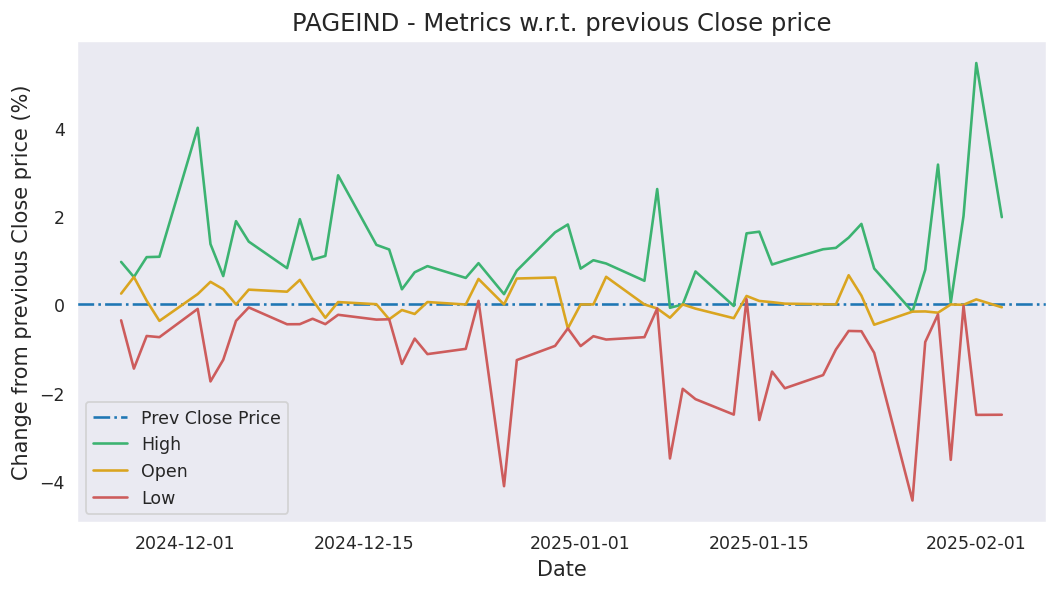 PAGEIND - Metrics w.r.t. previous Close price
Change from previous Close price (%)
4
2
0
−2
−4
Prev Close Price
High
Open
Low
2024-12-01
2024-12-15
2025-01-01
2025-01-15
2025-02-01
Date